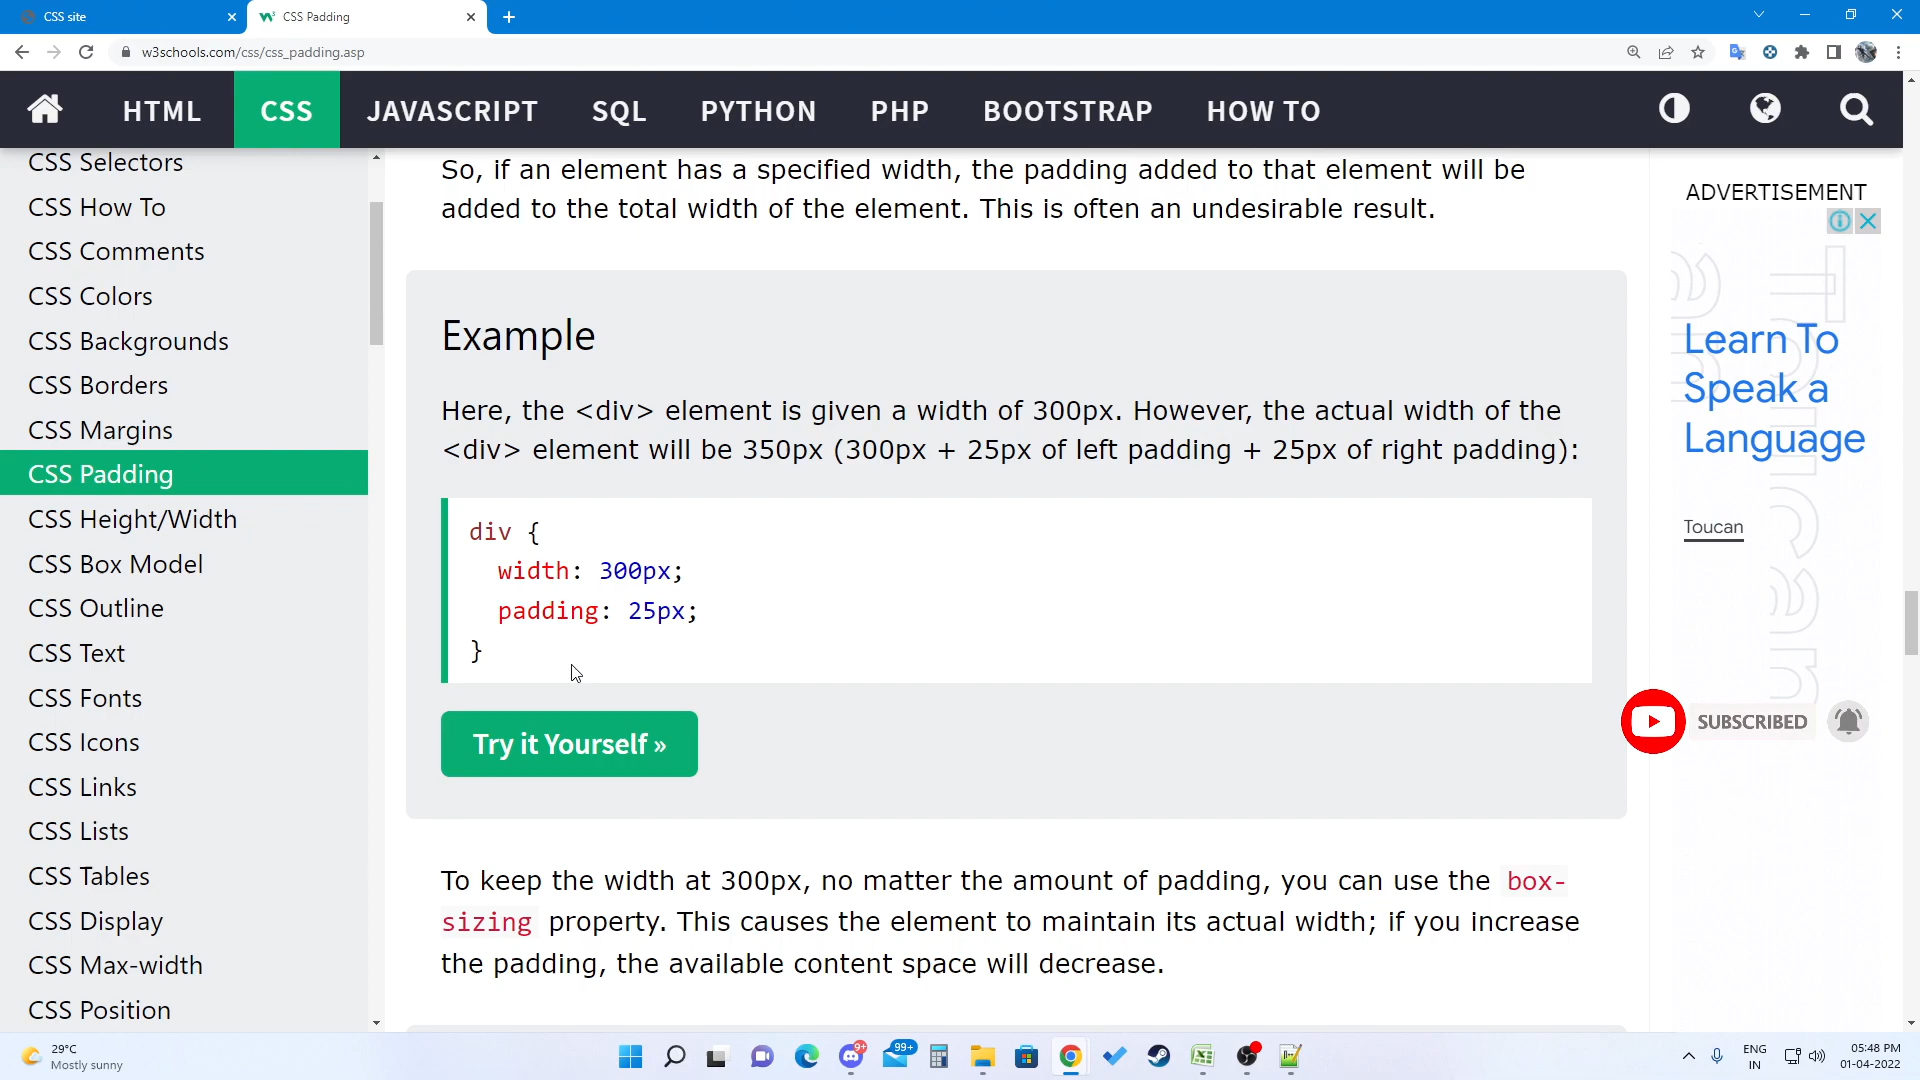 CSS site
CSS Padding
w3schools.com/css/css_padding.asp
HTML
CSS
JAVASCRIPT
SQL
PYTHON
PHP
BOOTSTRAP
HOW TO
CSS Selectors
CSS How To
CSS Comments
CSS Colors
CSS Backgrounds
CSS Borders
CSS Margins
CSS Padding
CSS Height/Width
CSS Box Model
CSS Outline
CSS Text
CSS Fonts
CSS Icons
CSS Links
CSS Lists
CSS Tables
CSS Display
CSS Max-width
CSS Position
So, if an element has a specified width, the padding added to that element will be
added to the total width of the element. This is often an undesirable result.
Example
Here, the <div> element is given a width of 300px. However, the actual width of the
<div> element will be 350px (300px + 25px of left padding + 25px of right padding):
div {
width: 300px;
padding: 25px;
}
Try it Yourself »
To keep the width at 300px, no matter the amount of padding, you can use the box-
sizing property. This causes the element to maintain its actual width; if you increase
the padding, the available content space will decrease.
ADVERTISEMENT
Learn To
Speak a
Language
Toucan
Toucan
SUBSCRIBED
29°C
Mostly sunny
9+
99+
ENG
IN
05:48 PM
01-04-2022